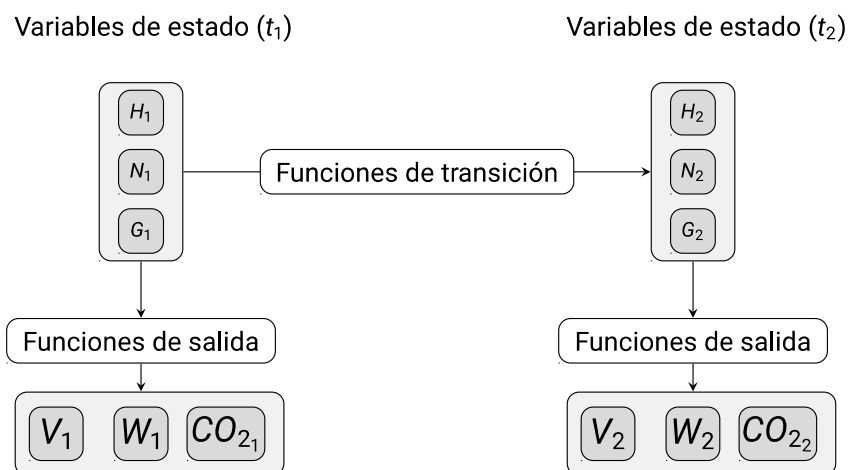 Variables de estado (t₁)
Variables de estado (t₂)
H₁
H₂
N₁
Funciones de transición
N₂
G₁
G₂
Funciones de salida
Funciones de salida
V₁ W₁ CO₂₁
V₂ W₂ CO₂₂